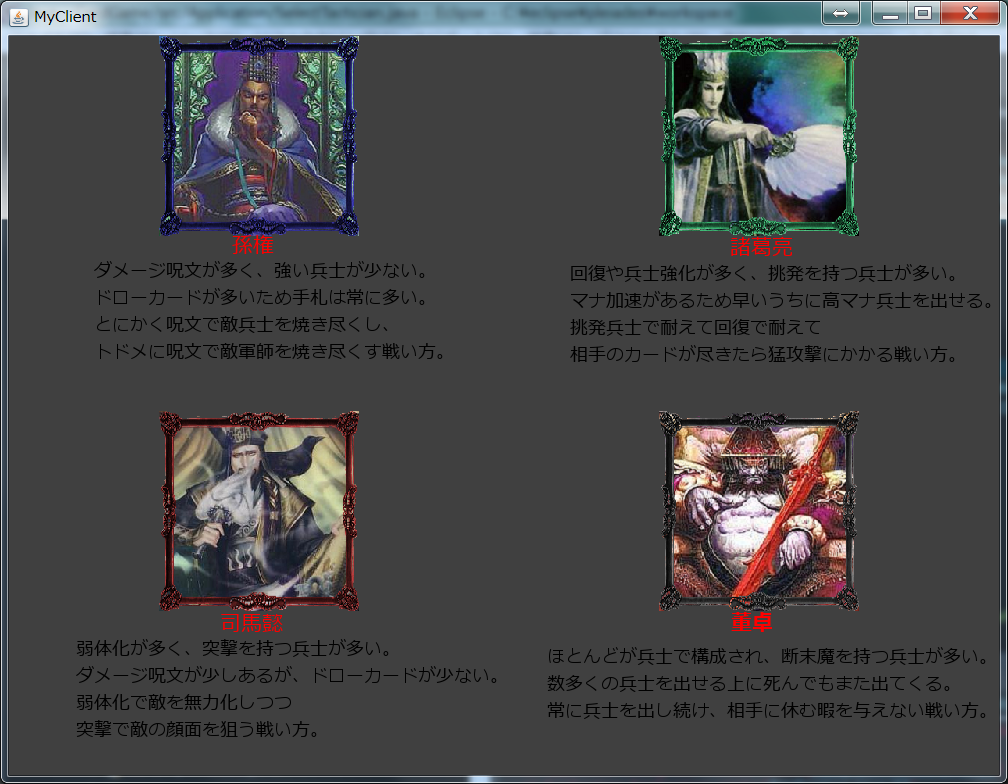 MyClient
孫権
ダメージ呪文が多く、強い兵士が少ない。
ドローカードが多いため手札は常に多い。
とにかく呪文で敵兵士を焼き尽くし、
トドメに呪文で敵軍師を焼き尽くす戦い方。
諸葛亮
回復や兵士強化が多く、挑発を持つ兵士が多い。
マナ加速があるため早いうちに高マナ兵士を出せる。
挑発兵士で耐えて回復で耐えて
相手のカードが尽きたら猛攻撃にかかる戦い方。
司馬懿
弱体化が多く、突撃を持つ兵士が多い。
ダメージ呪文が少しあるが、ドローカードが少ない。
弱体化で敵を無力化しつつ
突撃で敵の顔面を狙う戦い方。
董卓
ほとんどが兵士で構成され、断末魔を持つ兵士が多い。
数多くの兵士を出せる上に死んでもまた出てくる。
常に兵士を出し続け、相手に休む暇を与えない戦い方。